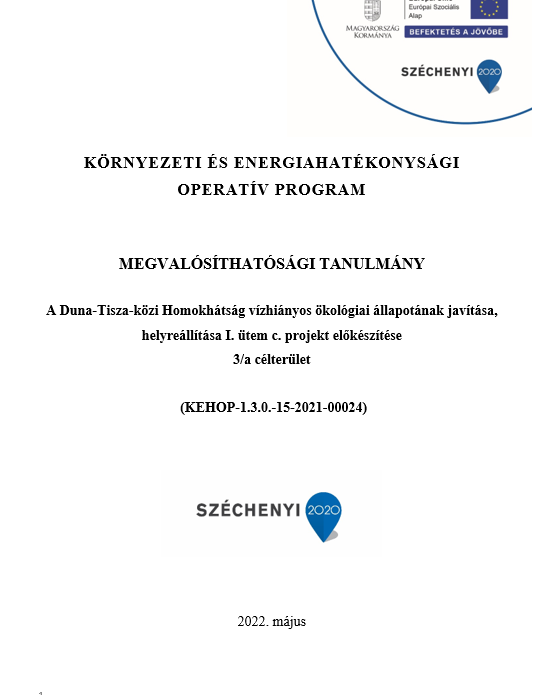 Európai Szociális
Alap
MAGYARORSZÁG
KORMÁNYA
BEFEKTETÉS A JÖVŐBE
SZÉCHENYI 2020
KÖRNYEZETI ÉS ENERGIAHATÉKONYSÁGI
OPERATÍV PROGRAM
MEGVALÓSÍTHATÓSÁGI TANULMÁNY
A Duna-Tisza-közi Homokhátság vízhiányos ökológiai állapotának javítása,
helyreállítása I. ütem c. projekt előkészítése
3/a célterület
(KEHOP-1.3.0.-15-2021-00024)
SZÉCHENYI 2020
2022. május